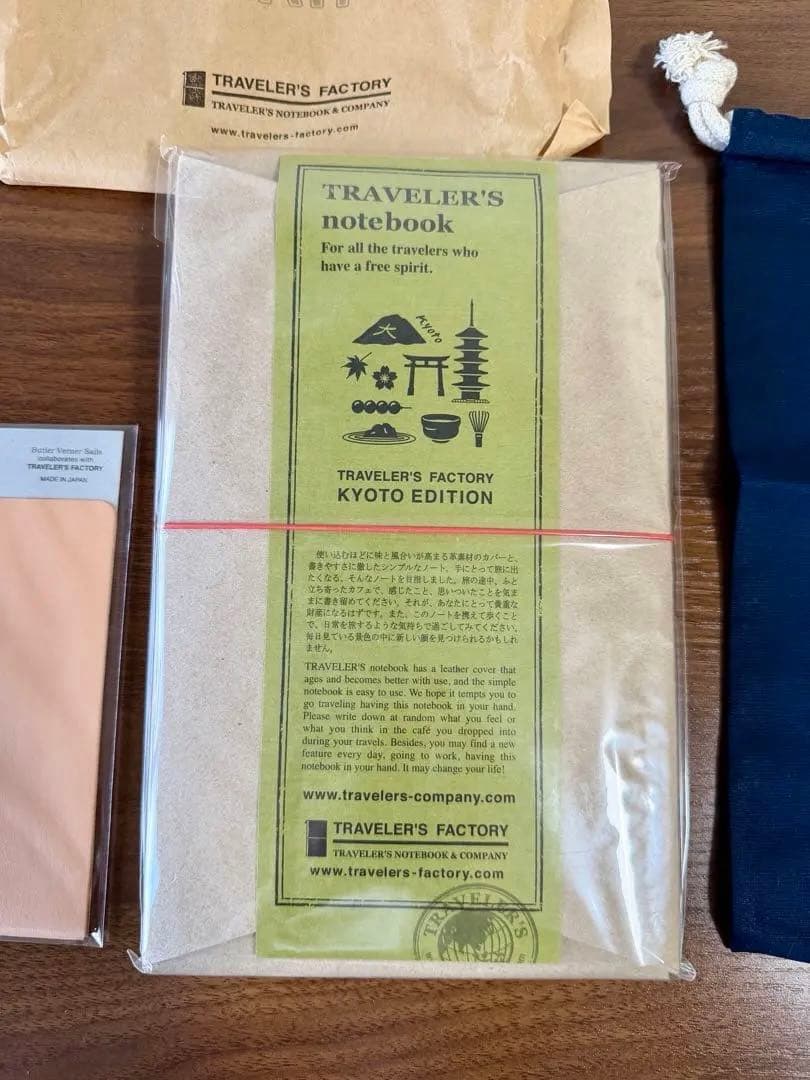 TRAVELER'S FACTORY
TRAVELER'S NOTEBOOK & COMPANY
www.travelers-factory.com
TRAVELER'S
notebook
For all the travelers who
have a free spirit.
大
Kyoto
TRAVELER'S FACTORY
KYOTO EDITION
使い込むほどに味と風合いが高まる革素材のカバーと、
書きやすさに徹したシンプルなノート。手にとって旅に出
たくなる、そんなノートを目指しました。旅の途中、ふと
立ち寄ったカフェで、感じたこと、思いついたことを気ま
まに書き留めてください。それが、あなたにとって貴重な
財産になるはずです。また、このノートを携えて歩くこと
で、日常を旅するような気持ちで過ごしてみてください。
毎日見ている景色の中に新しい顔を見つけられるかもしれ
ません。
TRAVELER'S notebook has a leather cover that
ages and becomes better with use, and the simple
notebook is easy to use. We hope it tempts you to
go traveling having this notebook in your hand.
Please write down at random what you feel or
what you think in the café you dropped into
during your travels. Besides, you may find a new
feature every day, going to work, having this
notebook in your hand. It may change your life!
www.travelers-company.com
TRAVELER'S FACTORY
TRAVELER'S NOTEBOOK & COMPANY
www.travelers-factory.com
TRAVELER'S
Butler Verner Sails
collaborates with
TRAVELER'S FACTORY
MADE IN JAPAN